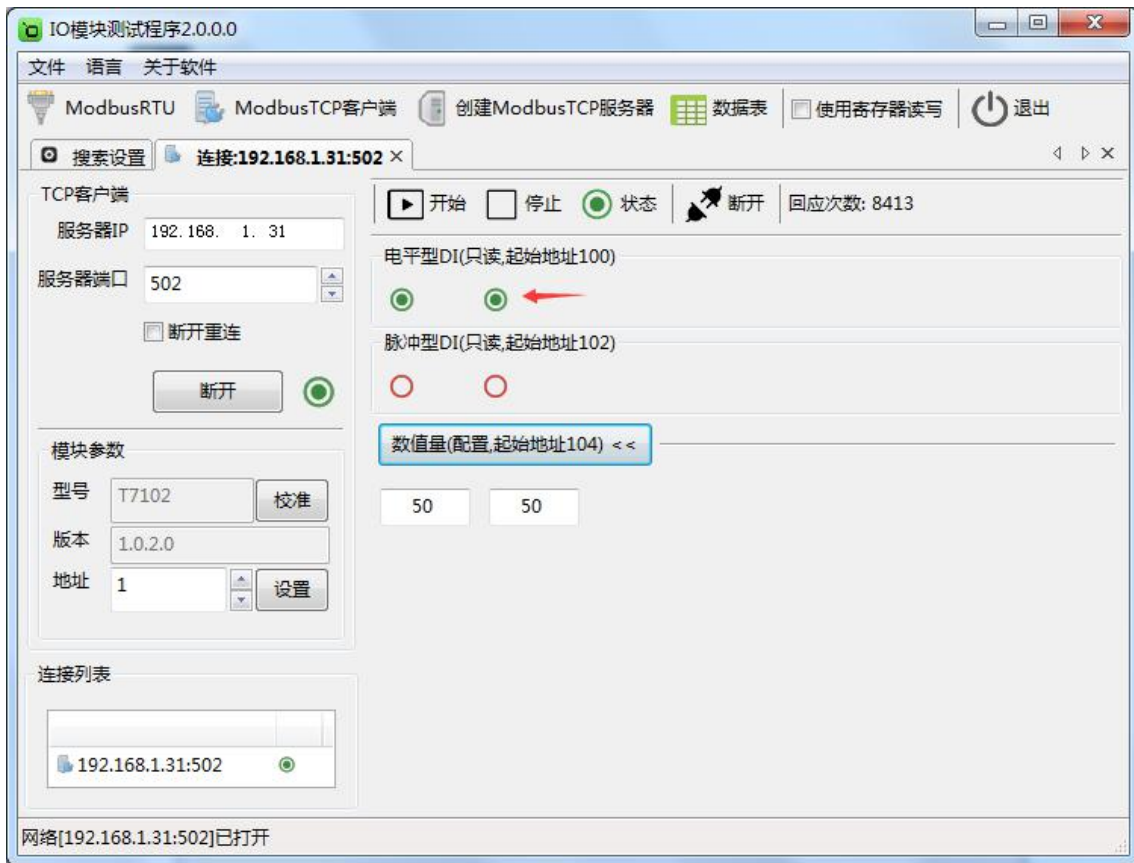 IO模块测试程序2.0.0.0
文件 语言 关于软件
ModbusRTU ModbusTCP客户端 创建ModbusTCP服务器 数据表 使用寄存器读写 退出
搜索设置 连接:192.168.1.31:502
TCP客户端
服务器IP 192.168. 1. 31
服务器端口 502
断开重连
断开
模块参数
型号 T7102 校准
版本 1.0.2.0
地址 1 设置
连接列表
192.168.1.31:502
开始 停止 状态 断开 回应次数: 8413
电平型DI(只读,起始地址100)
脉冲型DI(只读,起始地址102)
数值量(配置,起始地址104) <<
50 50
网络[192.168.1.31:502]已打开